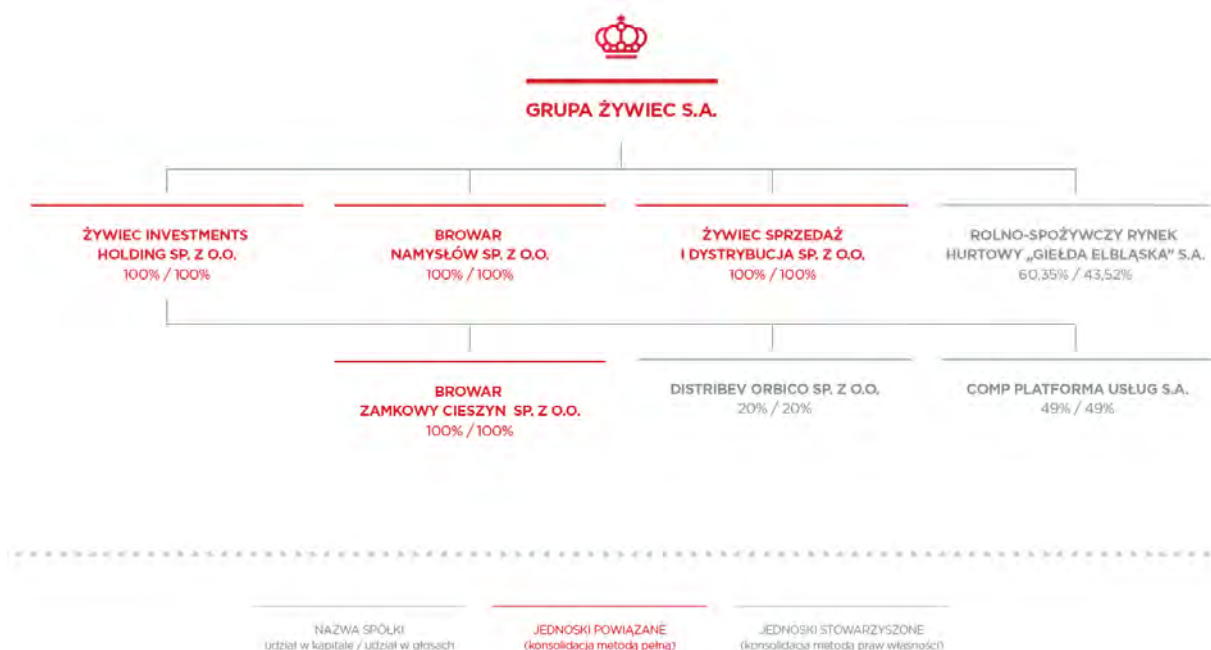 GRUPA ŻYWIEC S.A.
ŻYWIEC INVESTMENTS
HOLDING SP. Z O.O.
100% / 100%
BROWAR
NAMYSŁÓW SP. Z O.O.
100% / 100%
ŻYWIEC SPRZEDAŻ
I DYSTRYBUCJA SP. Z O.O.
100% / 100%
ROLNO-SPOŻYWCZY RYNEK
HURTOWY „GIEŁDA ELBLĄSKA" S.A.
60,35% / 43,52%
BROWAR
ZAMKOWY CIESZYN SP. Z O.O.
100% / 100%
DISTRIBEV ORBICO SP. Z O.O.
20% / 20%
COMP PLATFORMA USŁUG S.A.
49% / 49%
NAZWA SPÓŁKI
udział w kapitale / udział w głosach
JEDNOSKI POWIĄZANE
(konsolidacja metodą pełną)
JEDNOSKI STOWARZYSZONE
(konsolidacja metodą praw własności)